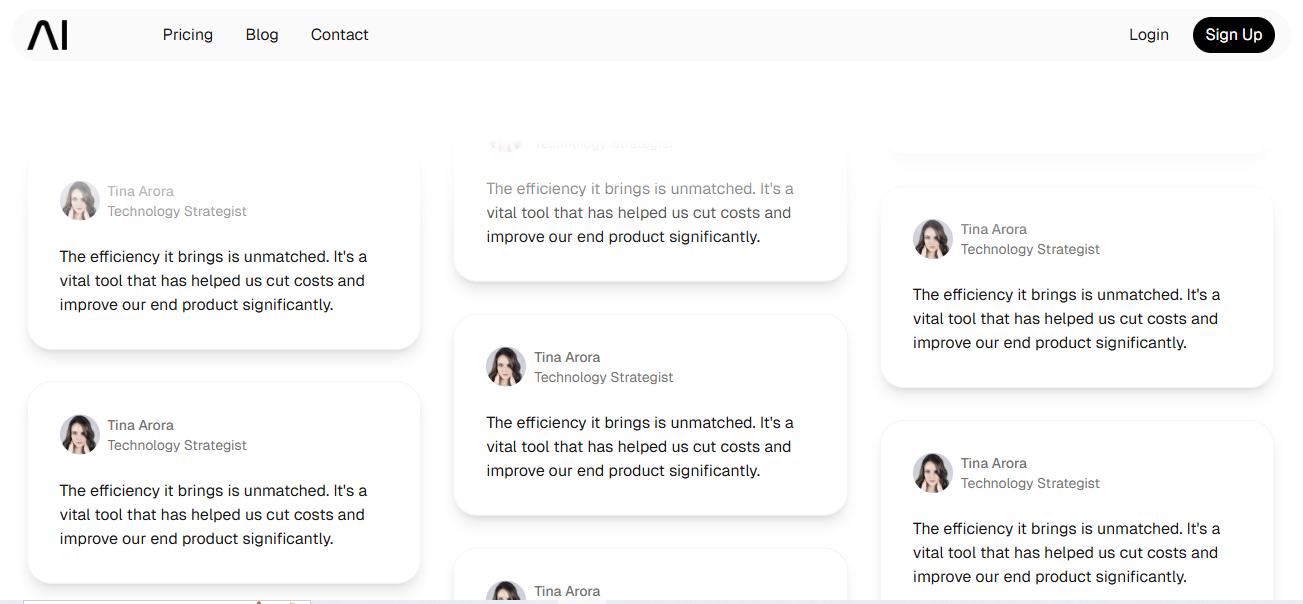 AI
Pricing
Blog
Contact
Login
Sign Up
Tina Arora
Technology Strategist
The efficiency it brings is unmatched. It's a
vital tool that has helped us cut costs and
improve our end product significantly.
Tina Arora
Technology Strategist
The efficiency it brings is unmatched. It's a
vital tool that has helped us cut costs and
improve our end product significantly.
Technology Strategist
The efficiency it brings is unmatched. It's a
vital tool that has helped us cut costs and
improve our end product significantly.
Tina Arora
Technology Strategist
The efficiency it brings is unmatched. It's a
vital tool that has helped us cut costs and
improve our end product significantly.
Tina Arora
Tina Arora
Technology Strategist
The efficiency it brings is unmatched. It's a
vital tool that has helped us cut costs and
improve our end product significantly.
Tina Arora
Technology Strategist
The efficiency it brings is unmatched. It's a
vital tool that has helped us cut costs and
improve our end product significantly.